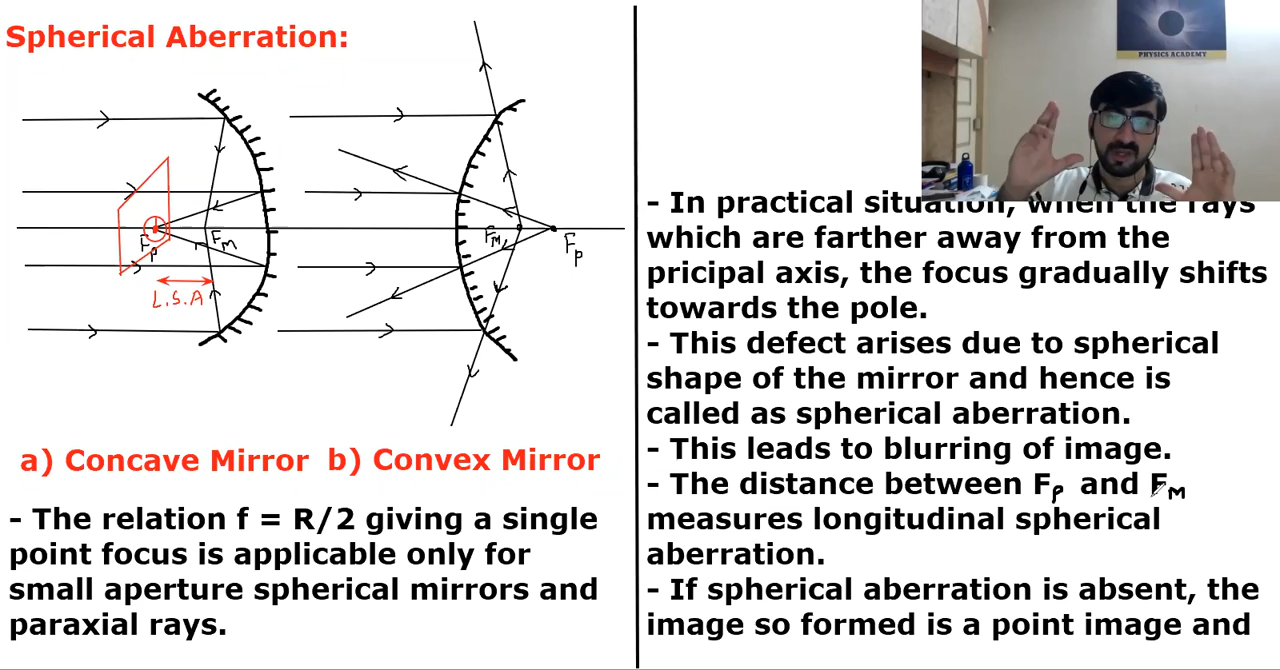 Spherical Aberration:
F_P
F_M
L.S.A
F_M
F_P
a) Concave Mirror b) Convex Mirror
- The relation f = R/2 giving a single
point focus is applicable only for
small aperture spherical mirrors and
paraxial rays.
PHYSICS ACADEMY
- In practical situation, when the rays
which are farther away from the
pricipal axis, the focus gradually shifts
towards the pole.
- This defect arises due to spherical
shape of the mirror and hence is
called as spherical aberration.
- This leads to blurring of image.
- The distance between F_P and F_M
measures longitudinal spherical
aberration.
- If spherical aberration is absent, the
image so formed is a point image and